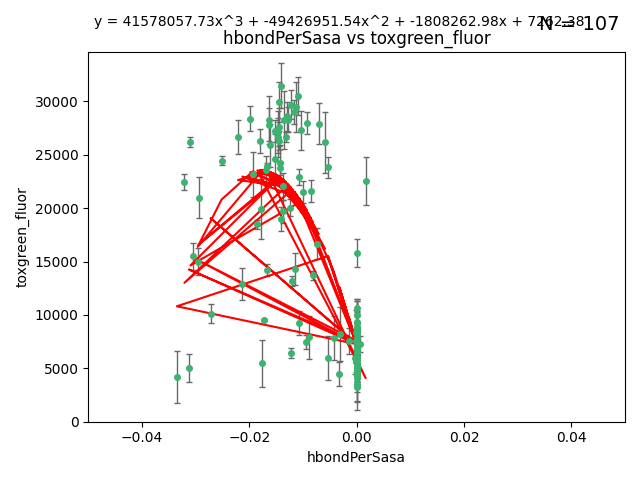 y = 41578057.73x^3 + -49426951.54x^2 + -1808262.98x + 7262.38
N = 107
hbondPerSasa vs toxgreen_fluor
30000
25000
20000
15000
10000
5000
0
toxgreen_fluor
−0.04 −0.02 0.00 0.02 0.04
hbondPerSasa